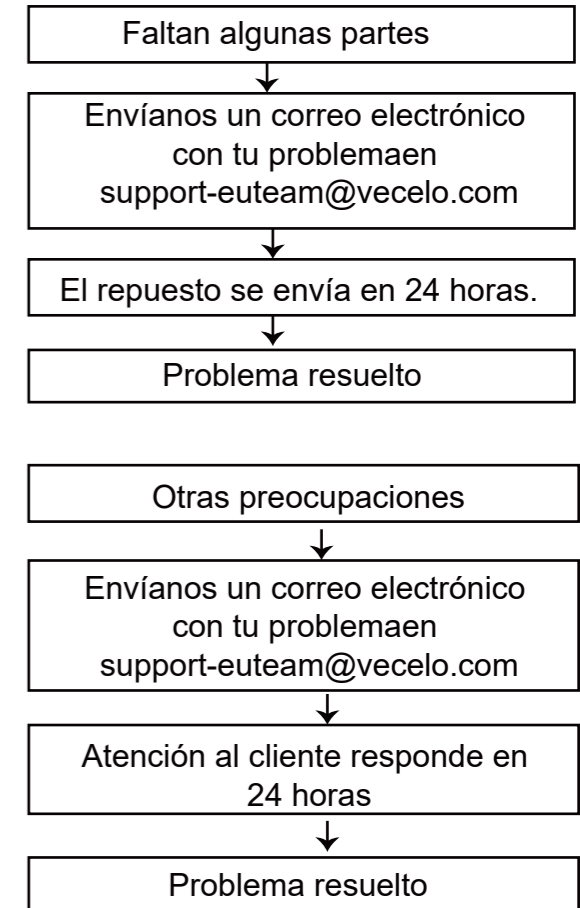 Faltan algunas partes
Envíanos un correo electrónico
con tu problemaen
support-euteam@vecelo.com
El repuesto se envía en 24 horas.
Problema resuelto
Otras preocupaciones
Envíanos un correo electrónico
con tu problemaen
support-euteam@vecelo.com
Atención al cliente responde en
24 horas
Problema resuelto